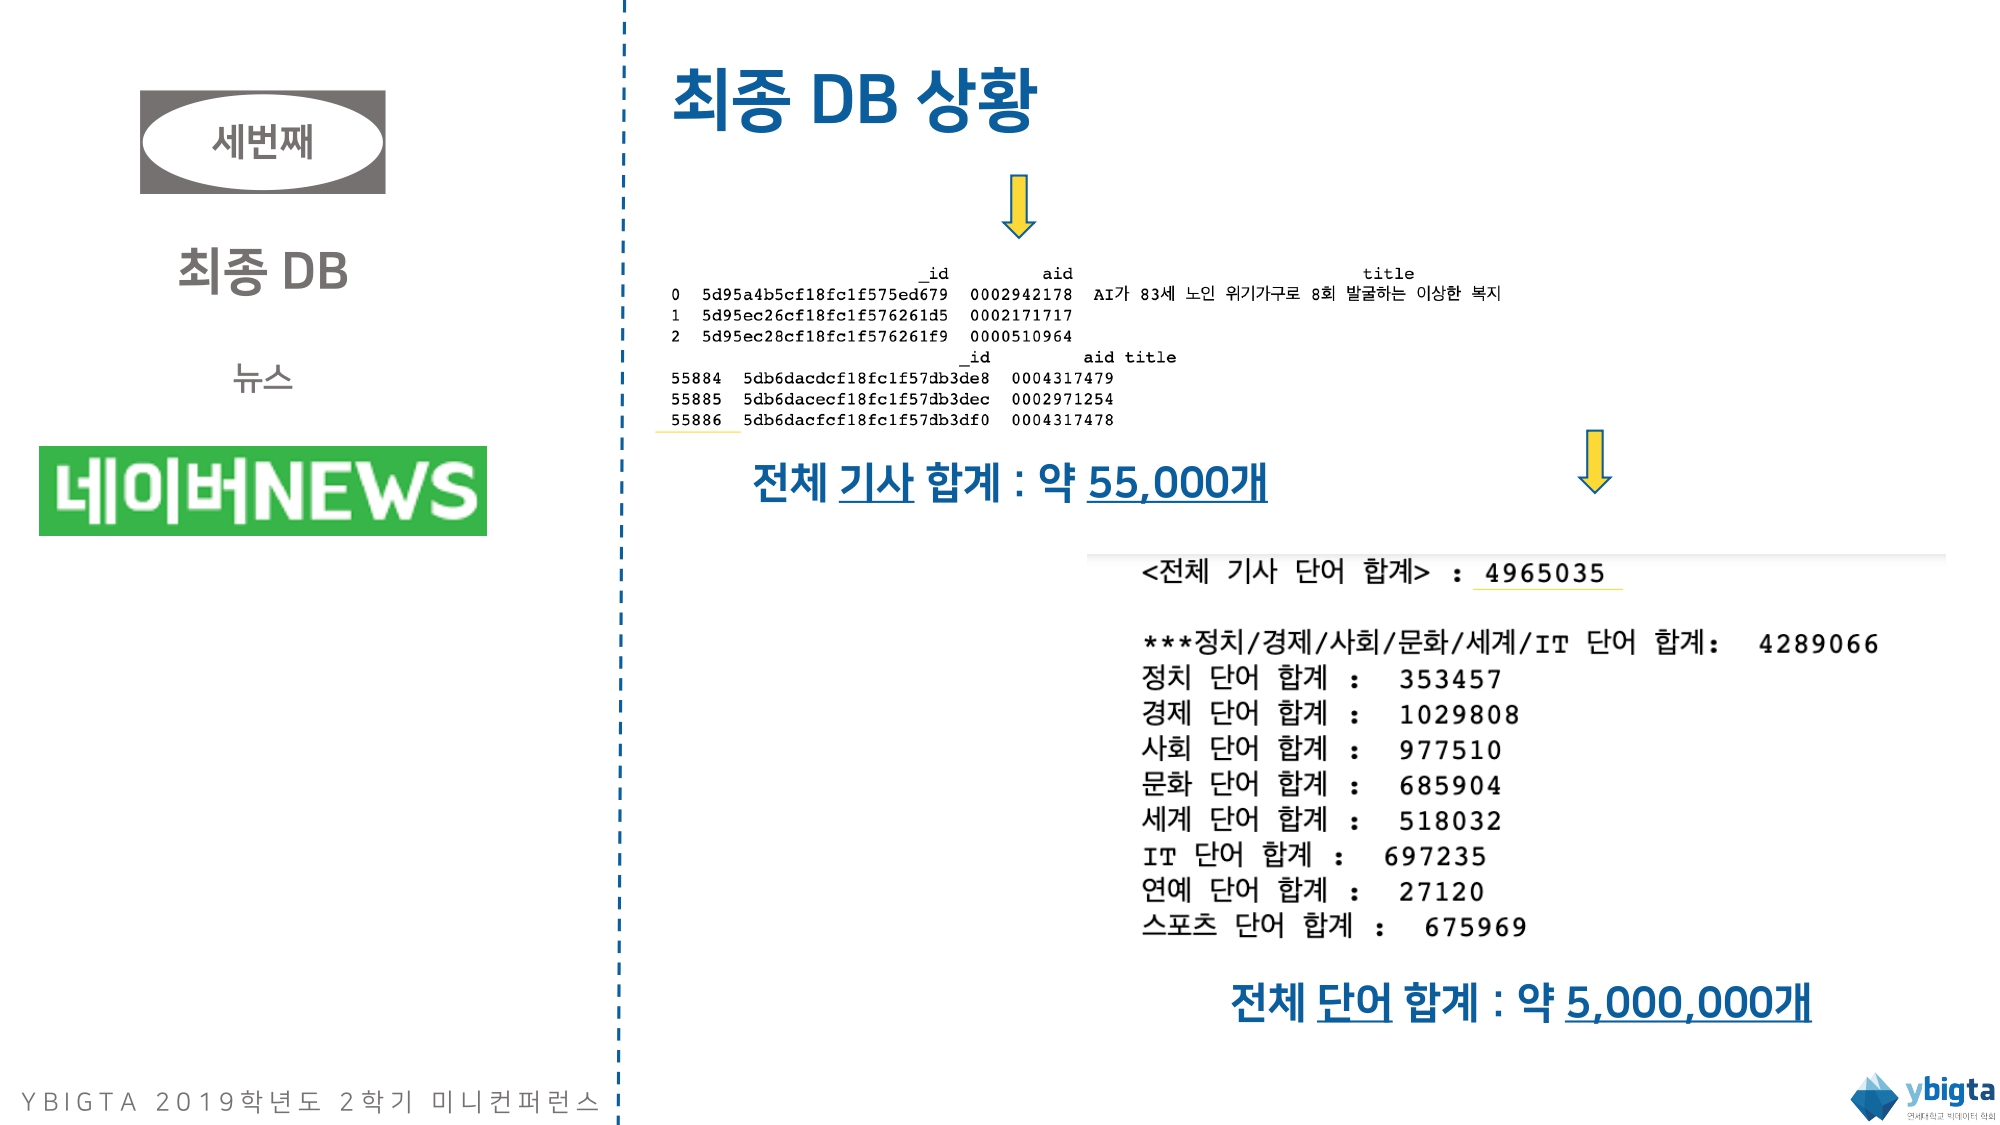 세번째
최종 DB
뉴스
네이버NEWS
YBIGTA 2019학년도 2학기 미니컨퍼런스
최종 DB 상황
_id aid title
0 5d95a4b5cf18fc1f575ed679 0002942178 AI가 83세 노인 위기가구로 8회 발굴하는 이상한 복지
1 5d95ec26cf18fc1f576261d5 0002171717
2 5d95ec28cf18fc1f576261f9 0000510964
_id aid title
55884 5db6dacdcf18fc1f57db3de8 0004317479
55885 5db6dacecf18fc1f57db3dec 0002971254
55886 5db6dacfcf18fc1f57db3df0 0004317478
전체 기사 합계 : 약 55,000개
<전체 기사 단어 합계> : 4965035
***정치/경제/사회/문화/세계/IT 단어 합계: 4289066
정치 단어 합계 : 353457
경제 단어 합계 : 1029808
사회 단어 합계 : 977510
문화 단어 합계 : 685904
세계 단어 합계 : 518032
IT 단어 합계 : 697235
연예 단어 합계 : 27120
스포츠 단어 합계 : 675969
전체 단어 합계 : 약 5,000,000개
ybigta
연세대학교 빅데이터 학회